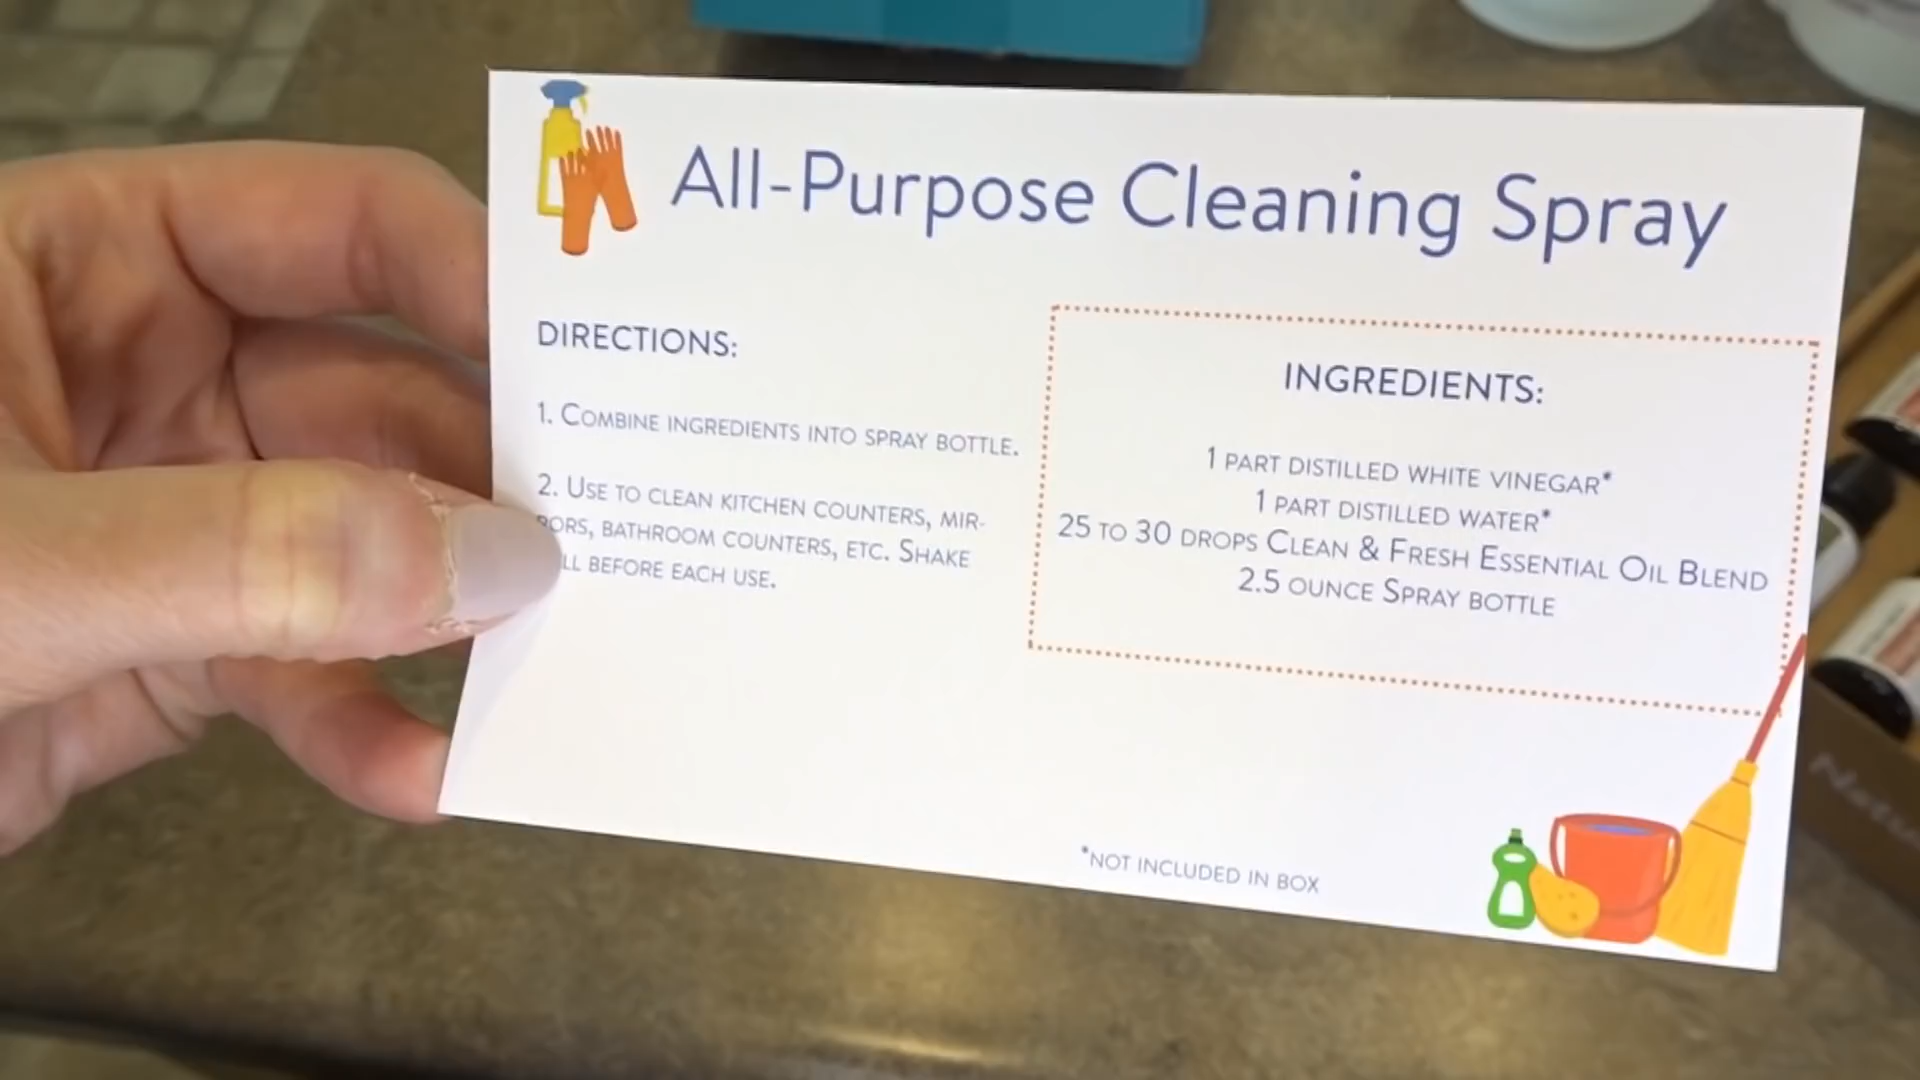 All-Purpose Cleaning Spray
DIRECTIONS:
1. COMBINE INGREDIENTS INTO SPRAY BOTTLE.
2. USE TO CLEAN KITCHEN COUNTERS, MIR-
RORS, BATHROOM COUNTERS, ETC. SHAKE
LL BEFORE EACH USE.
INGREDIENTS:
1 PART DISTILLED WHITE VINEGAR*
1 PART DISTILLED WATER*
25 TO 30 DROPS CLEAN & FRESH ESSENTIAL OIL BLEND
2.5 OUNCE SPRAY BOTTLE
*NOT INCLUDED IN BOX